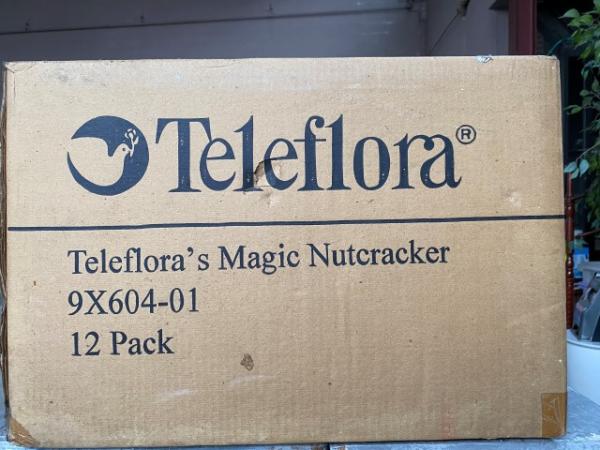 Teleflora®
Teleflora's Magic Nutcracker
9X604-01
12 Pack